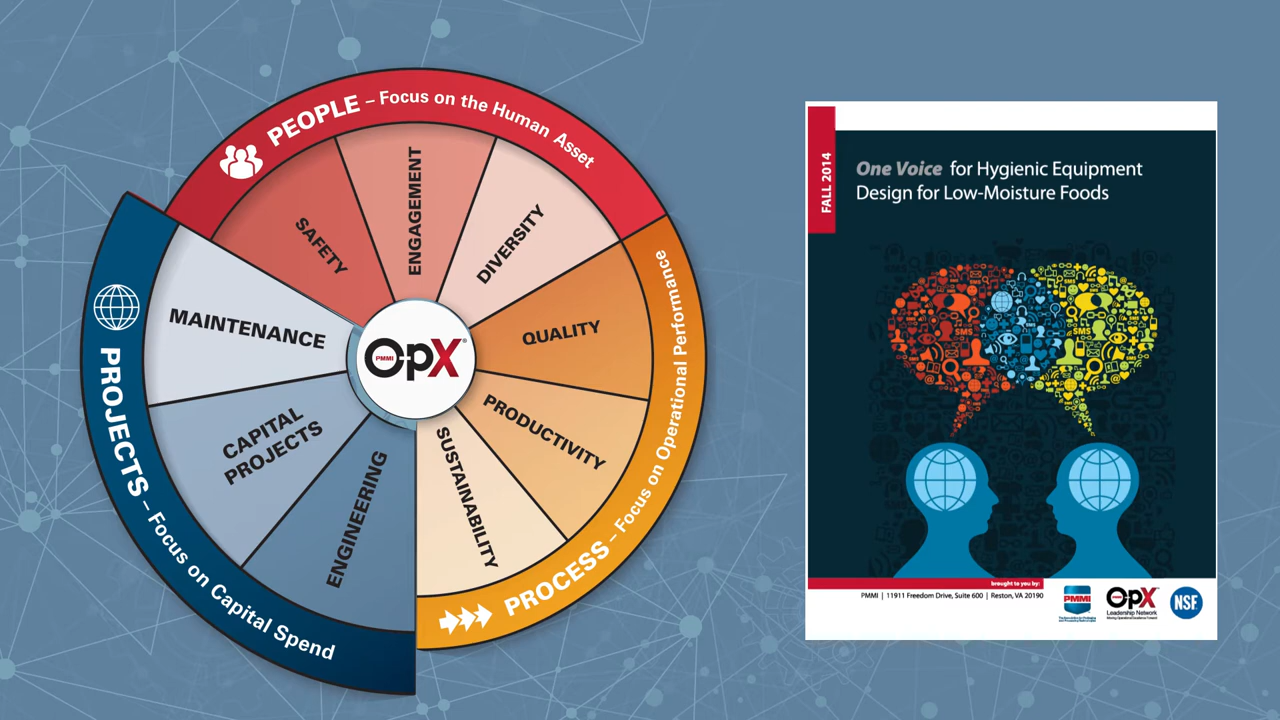 PEOPLE – Focus on the Human Asset
SAFETY
ENGAGEMENT
DIVERSITY
PROCESS – Focus on Operational Performance
QUALITY
PRODUCTIVITY
SUSTAINABILITY
PROJECTS – Focus on Capital Spend
MAINTENANCE
CAPITAL
PROJECTS
ENGINEERING
PMMI
OpX®
FALL 2014
One Voice for Hygienic Equipment
Design for Low-Moisture Foods
SMS
SMS
SMS
SMS
SMS
brought to you by:
PMMI | 11911 Freedom Drive, Suite 600 | Reston, VA 20190
PMMI
OpX
Leadership Network
NSF